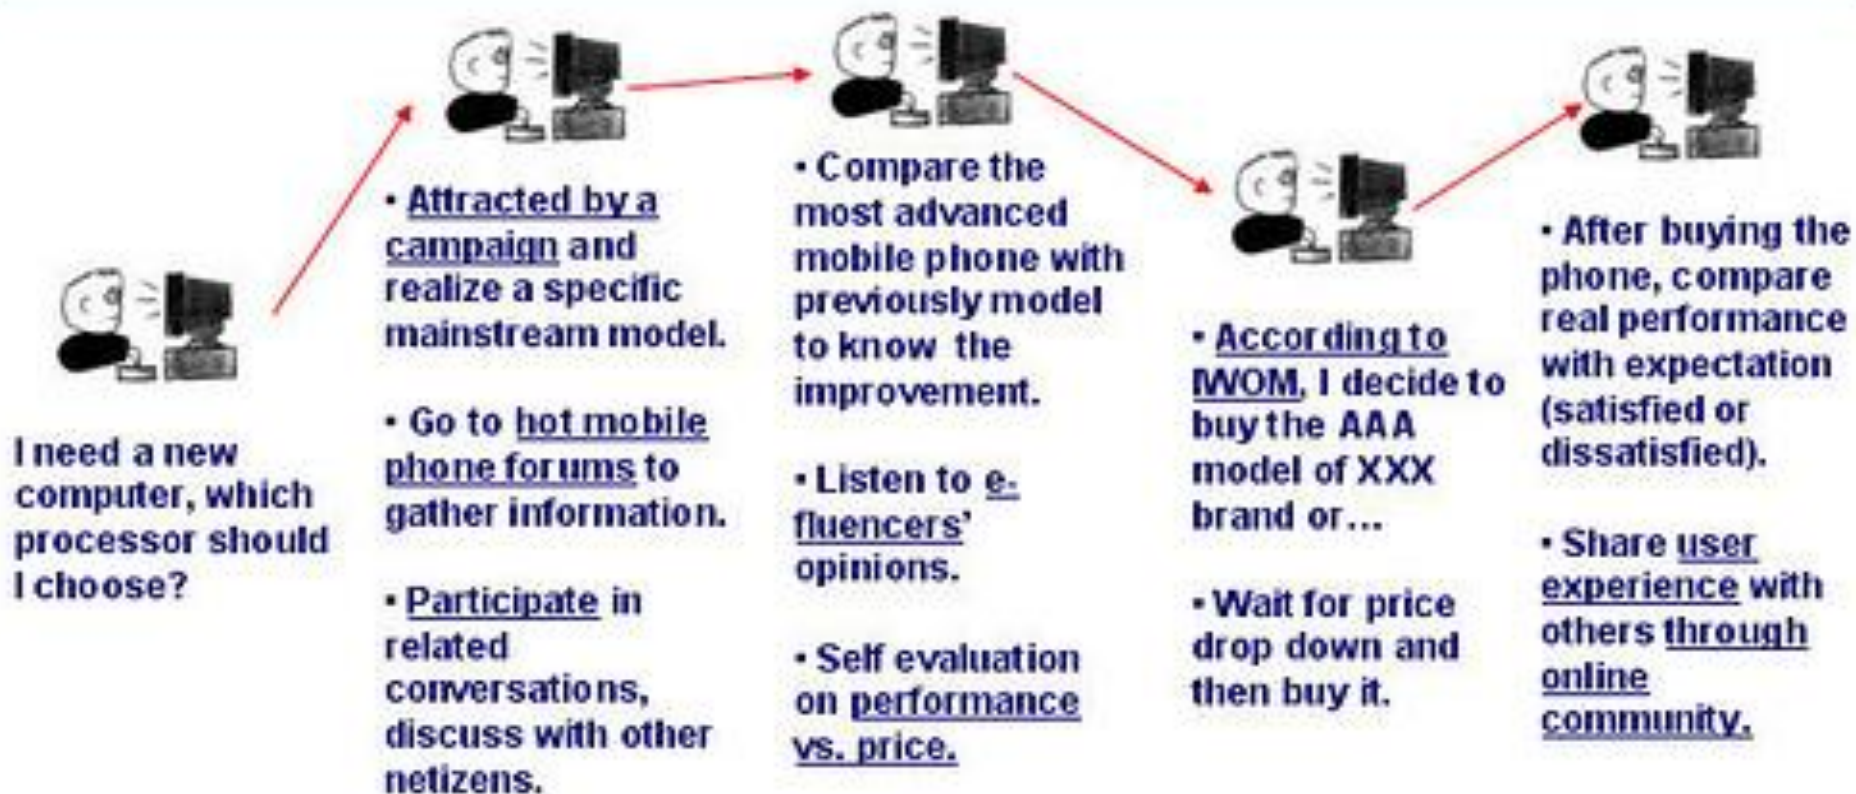 I need a new
computer, which
processor should
I choose?
• Attracted by a
campaign and
realize a specific
mainstream model.
• Go to hot mobile
phone forums to
gather information.
• Participate in
related
conversations,
discuss with other
netizens.
• Compare the
most advanced
mobile phone with
previously model
to know the
improvement.
• Listen to e-
fluencers'
opinions.
• Self evaluation
on performance
vs. price.
• According to
IWOM, I decide to
buy the AAA
model of XXX
brand or...
• Wait for price
drop down and
then buy it.
• After buying the
phone, compare
real performance
with expectation
(satisfied or
dissatisfied).
• Share user
experience with
others through
online
community.